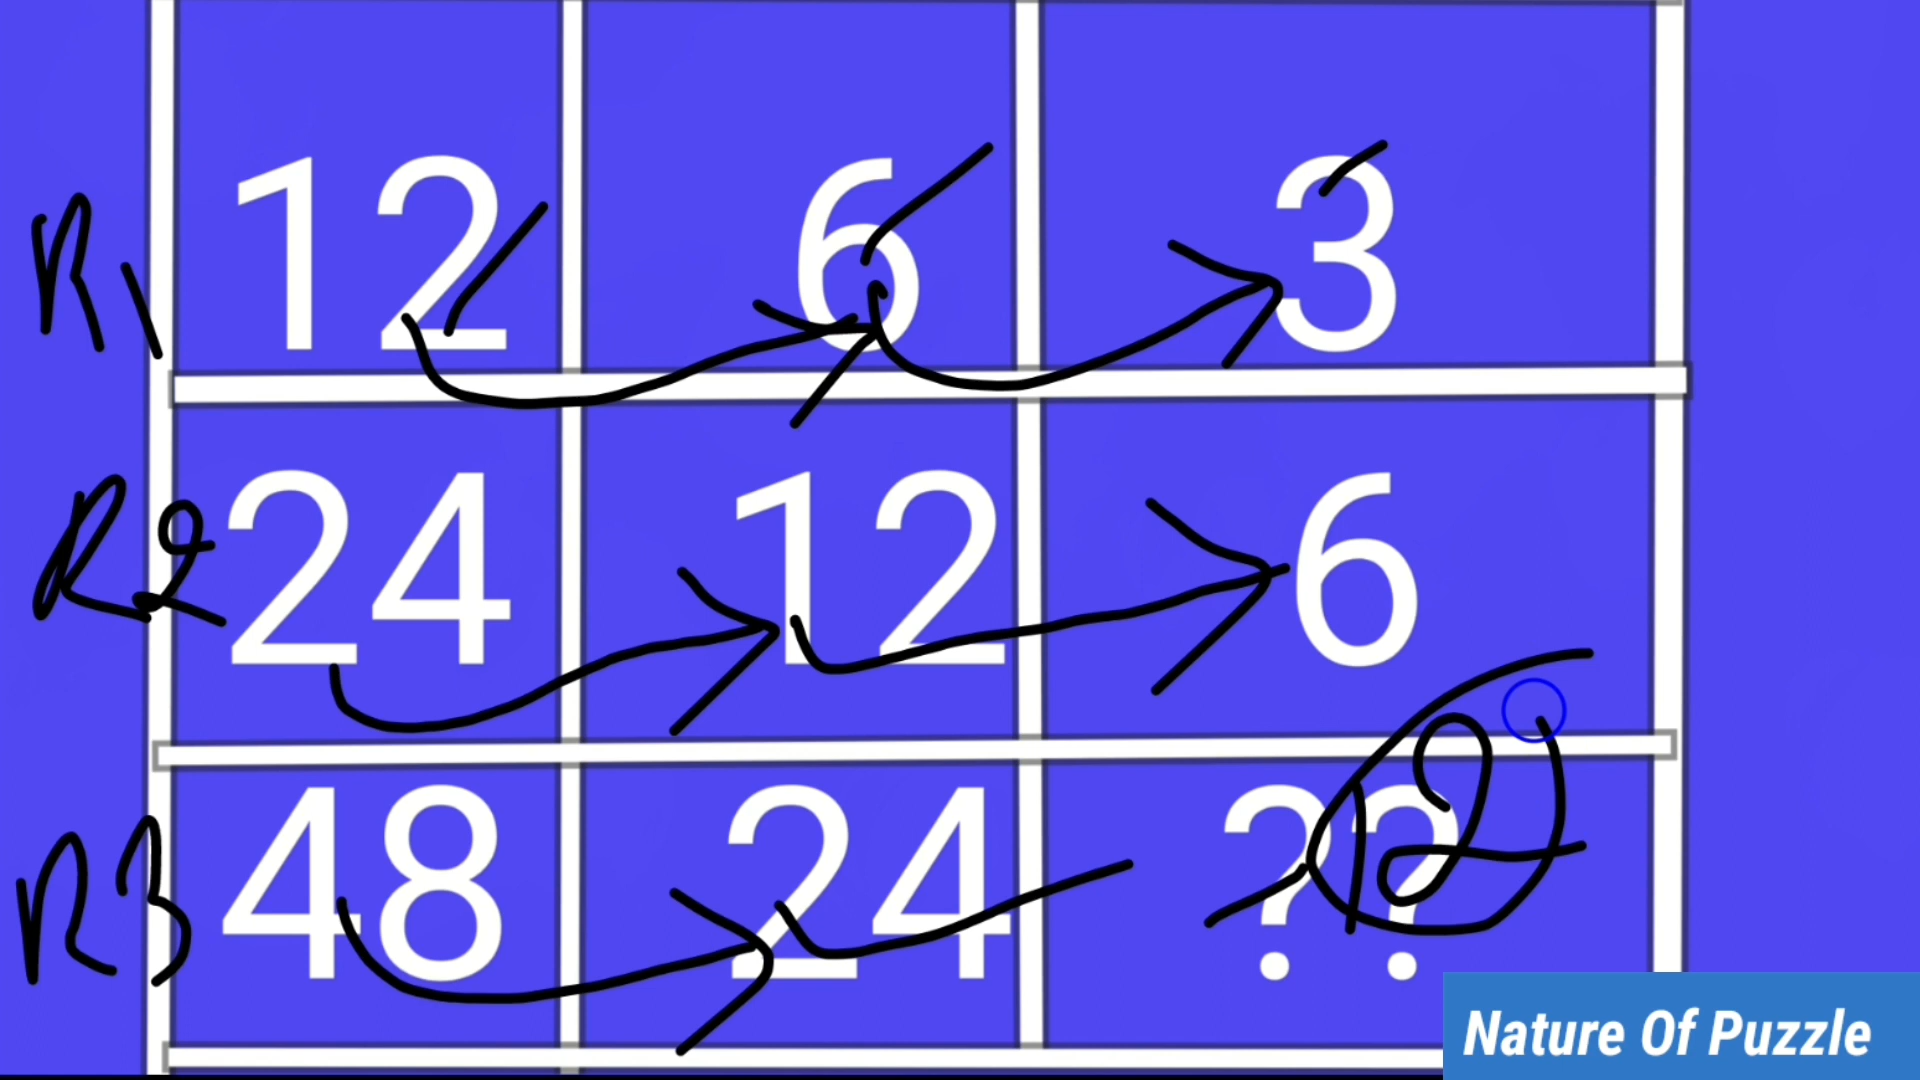 R1 12 6 3
R2 24 12 6
R3 48 24 ??
12
Nature Of Puzzle